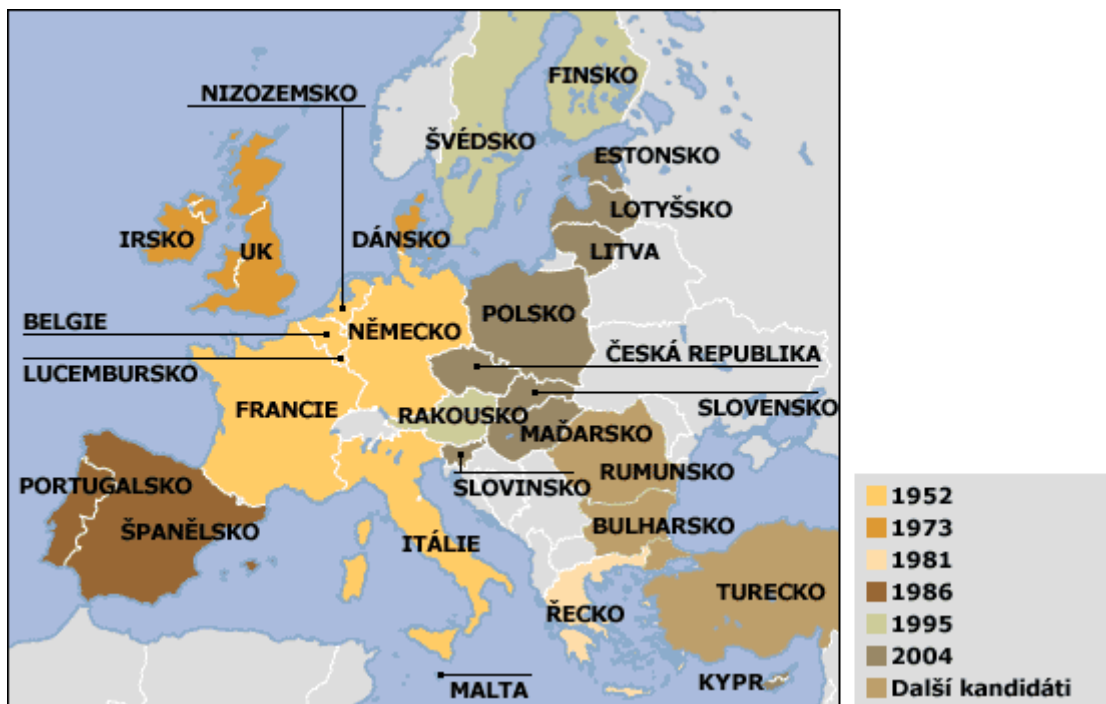 FINSKO
NIZOZEMSKO
ŠVÉDSKO
ESTONSKO
LOTYŠSKO
IRSKO
UK
DÁNSKO
LITVA
POLSKO
BELGIE
NĚMECKO
ČESKÁ REPUBLIKA
LUCEMBURSKO
FRANCIE
RAKOUSKO
SLOVENSKO
MAĎARSKO
RUMUNSKO
PORTUGALSKO
SLOVINSKO
ŠPANĚLSKO
BULHARSKO
ITÁLIE
TURECKO
ŘECKO
KYPR
MALTA
1952
1973
1981
1986
1995
2004
Další kandidáti